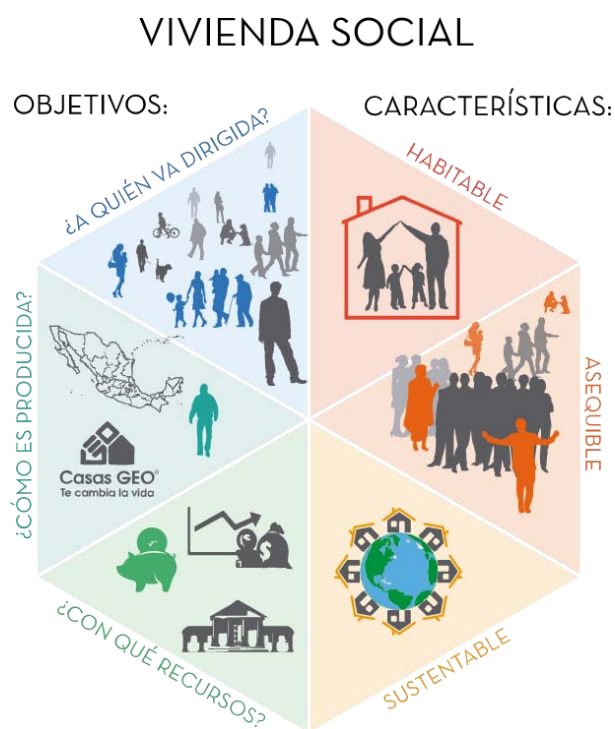 VIVIENDA SOCIAL
OBJETIVOS:
CARACTERÍSTICAS:
¿A QUIÉN VA DIRIGIDA?
HABITABLE
¿CÓMO ES PRODUCIDA?
ASEQUIBLE
Casas GEO®
Te cambia la vida
¿CON QUÉ RECURSOS?
SUSTENTABLE